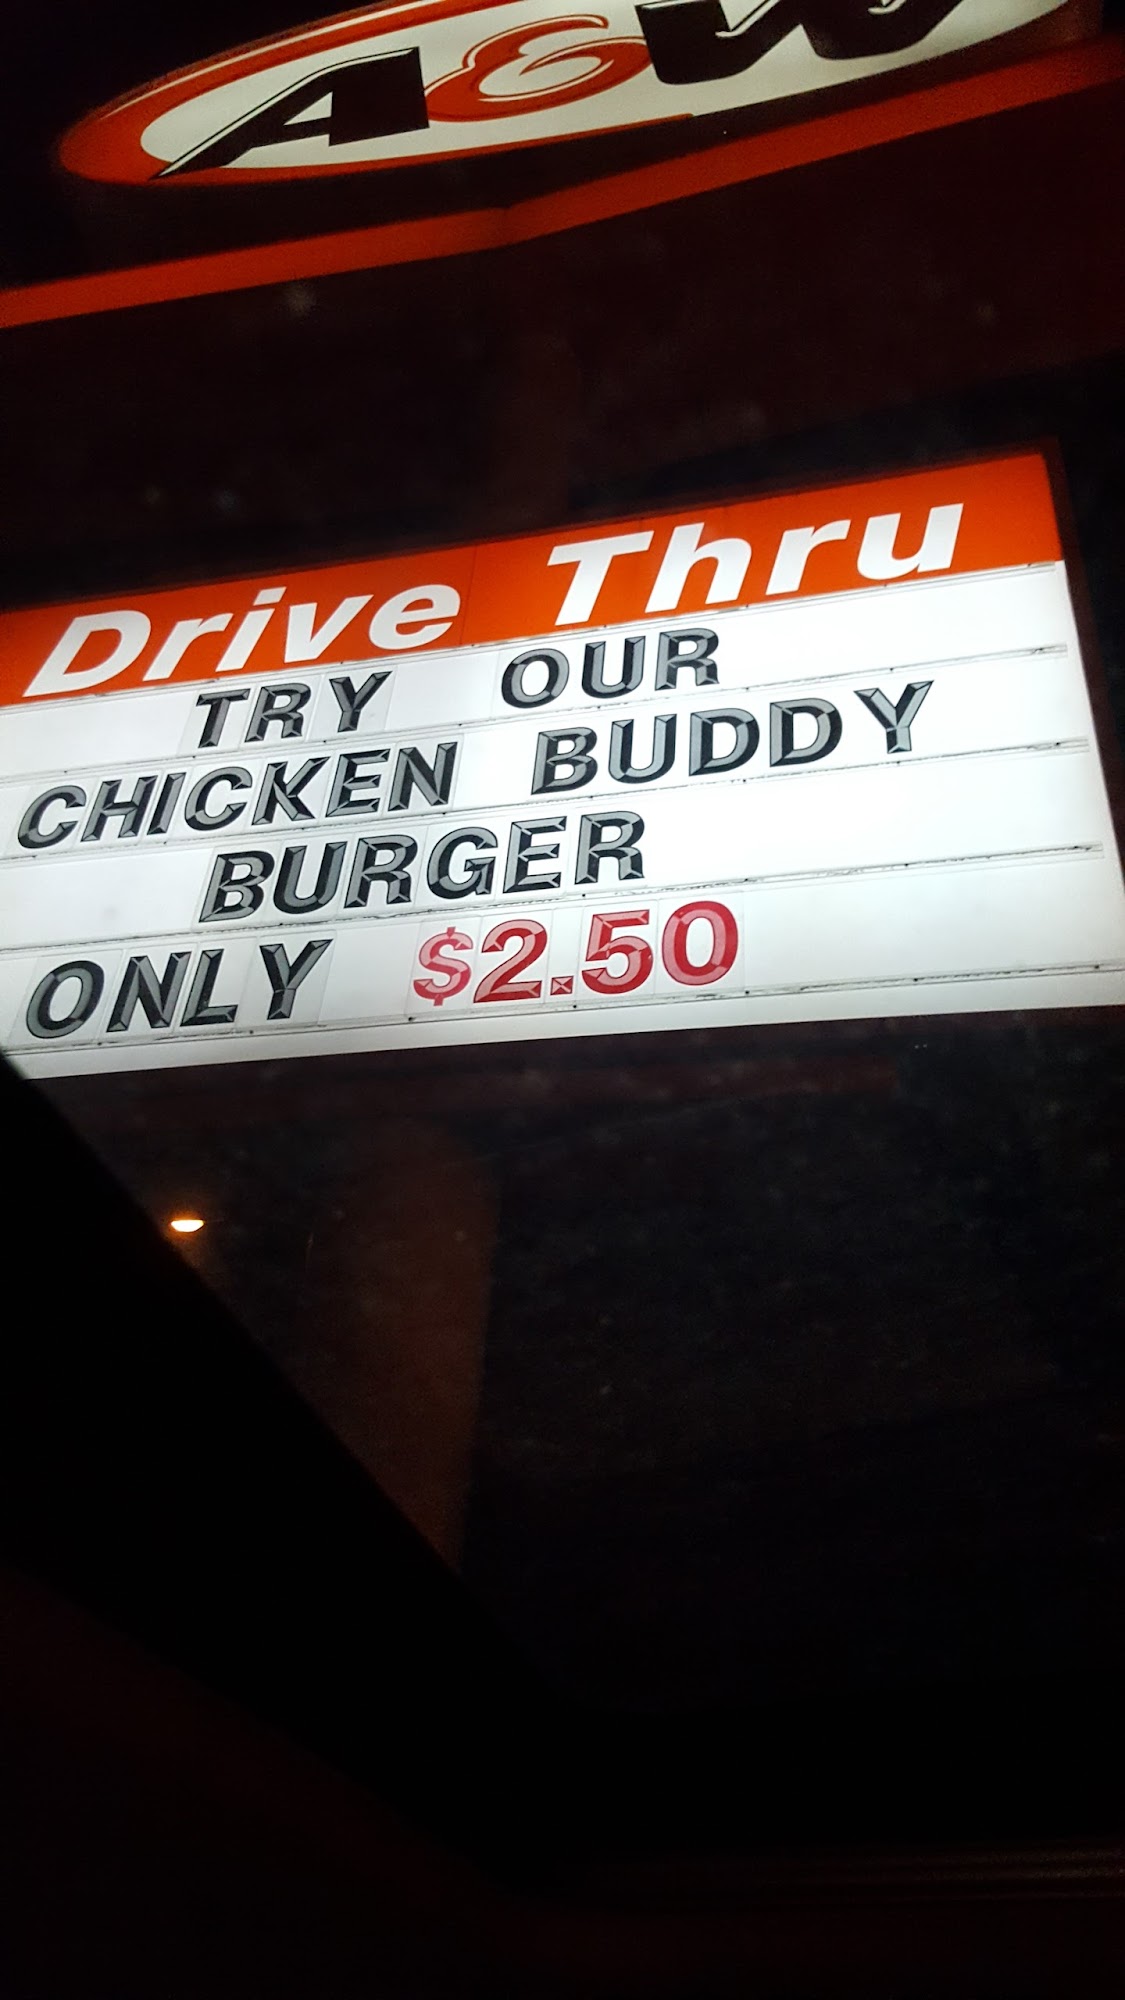 A&W
Drive Thru
TRY OUR
CHICKEN BUDDY
BURGER
ONLY $2.50